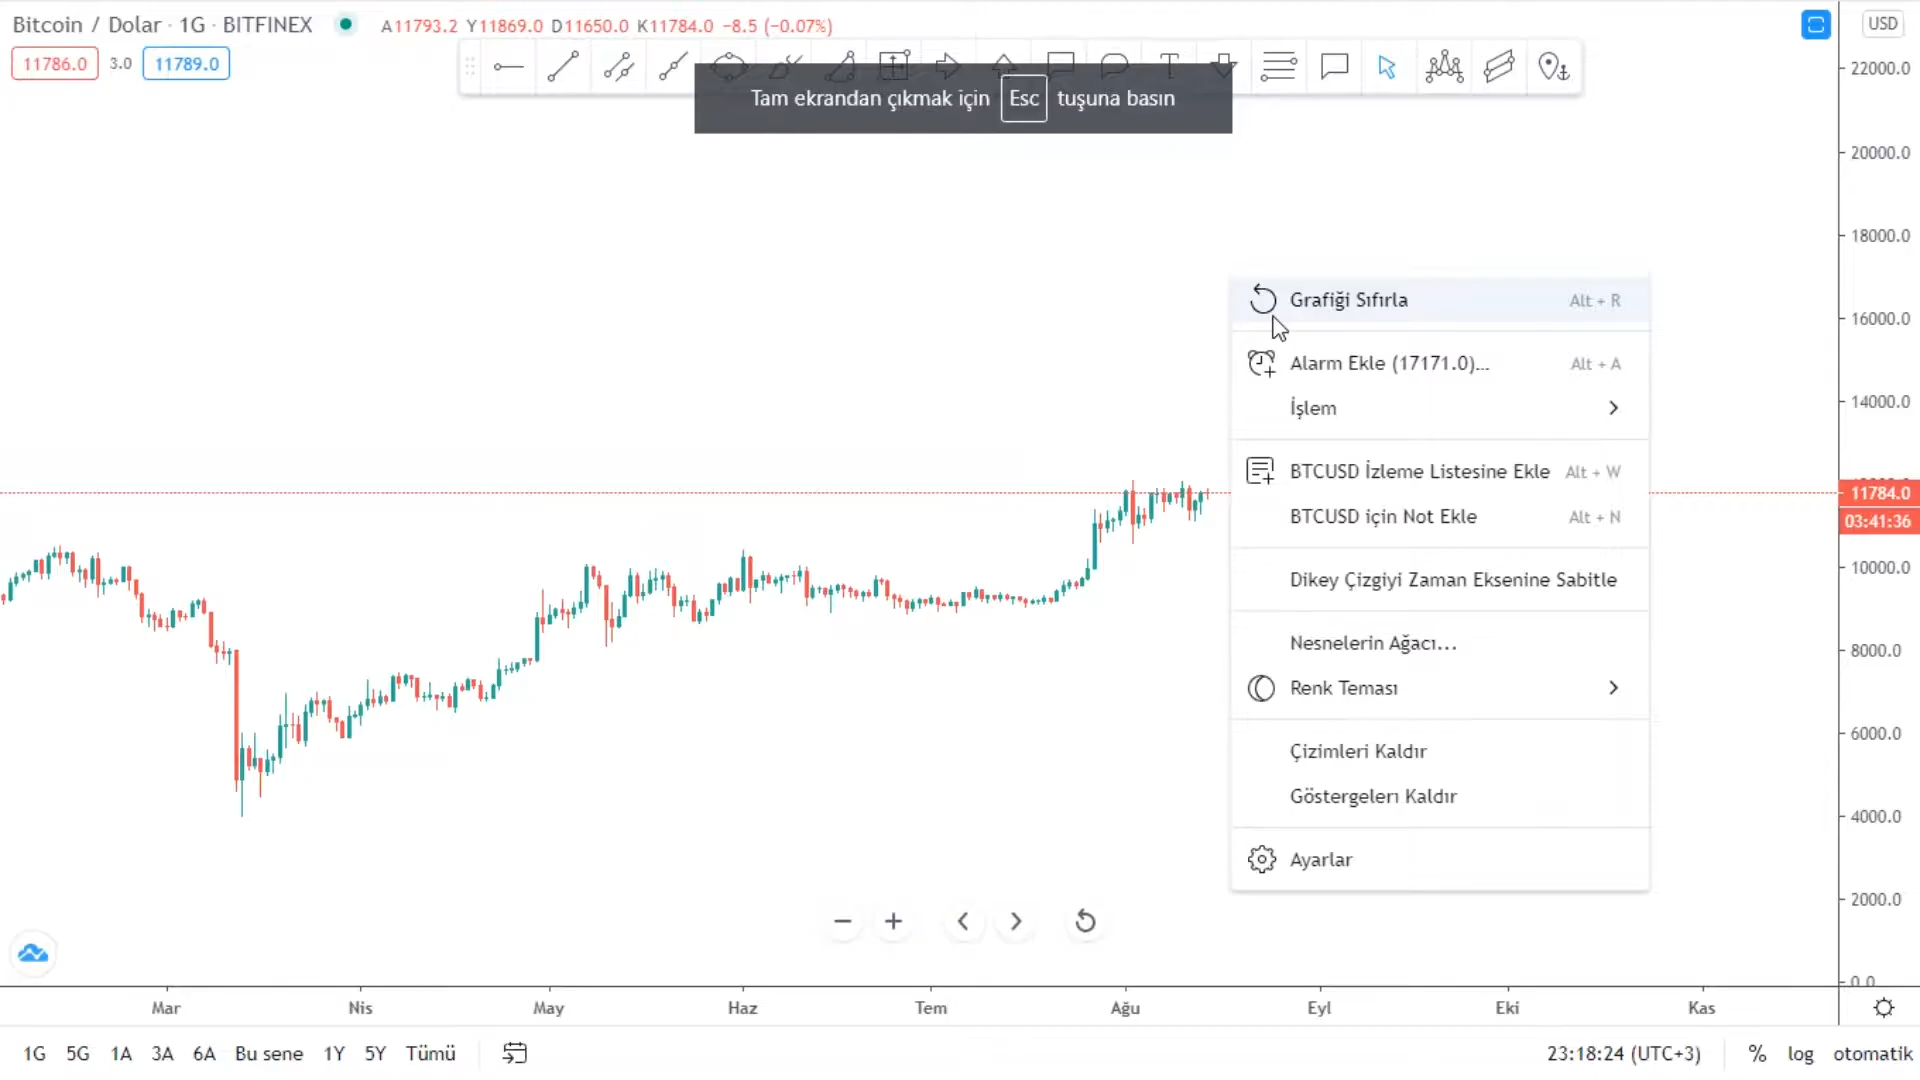 Bitcoin / Dolar · 1G · BITFINEX
A11793.2 Y11869.0 D11650.0 K11784.0 −8.5 (−0.07%)
USD
11786.0 3.0 11789.0
T
Tam ekrandan çıkmak için Esc tuşuna basın
22000.0
20000.0
18000.0
16000.0
14000.0
11784.0
03:41:36
10000.0
8000.0
6000.0
4000.0
2000.0
0.0
Grafiği Sıfırla Alt + R
Alarm Ekle (17171.0)... Alt + A
İşlem
BTCUSD İzleme Listesine Ekle Alt + W
BTCUSD için Not Ekle Alt + N
Dikey Çizgiyi Zaman Eksenine Sabitle
Nesnelerin Ağacı...
Renk Teması
Çizimleri Kaldır
Göstergelerı Kaldır
Ayarlar
Mar Nis May Haz Tem Ağu Eyl Eki Kas
1G 5G 1A 3A 6A Bu sene 1Y 5Y Tümü
23:18:24 (UTC+3) % log otomatik